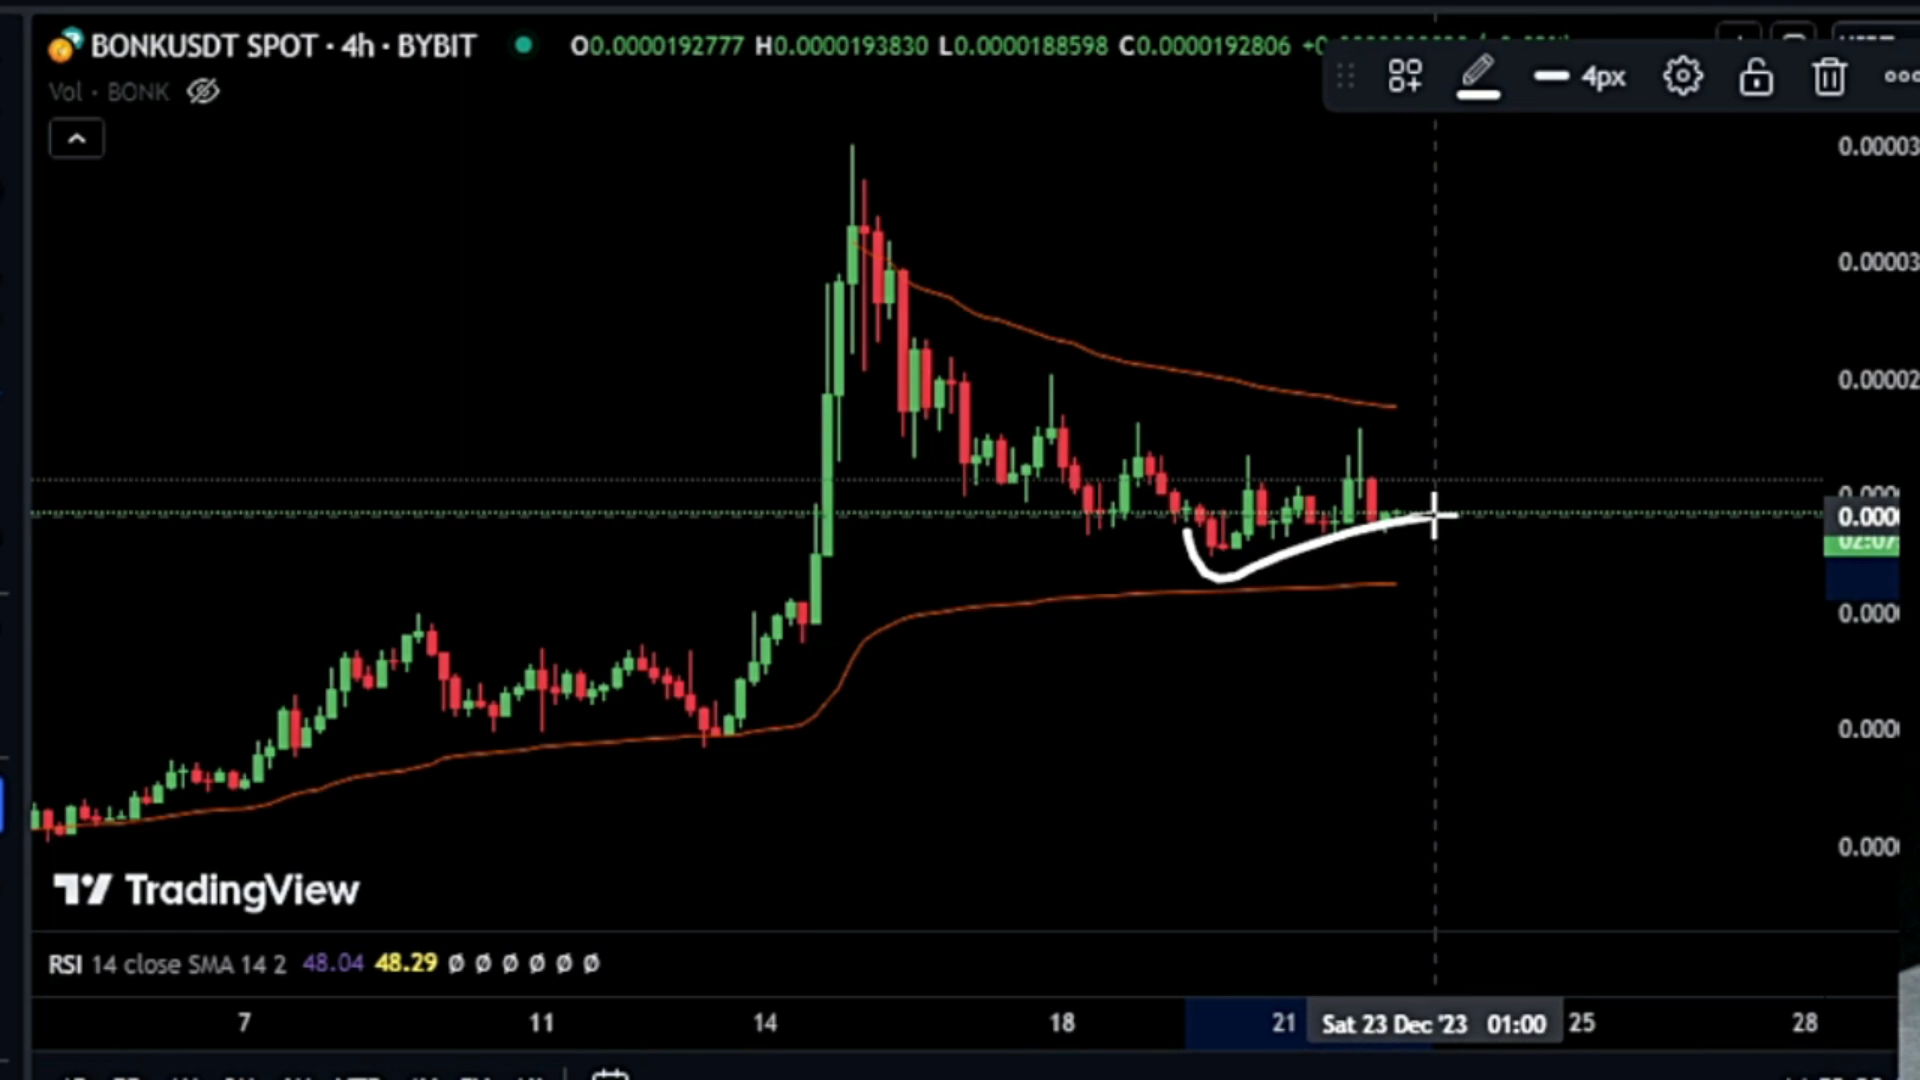 BONKUSDT SPOT · 4h · BYBIT O0.0000192777 H0.0000193830 L0.0000188598 C0.0000192806
Vol · BONK
4px
0.00003
0.00003
0.00002
0.000
0.000
02:07
0.000
0.000
0.000
TradingView
RSI 14 close SMA 14 2 48.04 48.29 Ø Ø Ø Ø Ø Ø
7 11 14 18 21 Sat 23 Dec '23 01:00 25 28